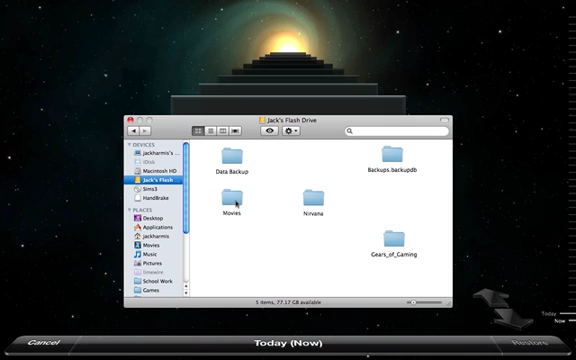 Jack's Flash Drive
DEVICES
jackharmis's ...
iDisk
Macintosh HD
Jack's Flash ...
Sims3
HandBrake
PLACES
Desktop
Applications
jackharmis
Movies
Music
Pictures
limewire
School Work
Games
Data Backup
Backups.backupdb
Movies
Nirvana
Gears_of_Gaming
5 items, 77.17 GB available
Today
Now
Cancel
Today (Now)
Restore